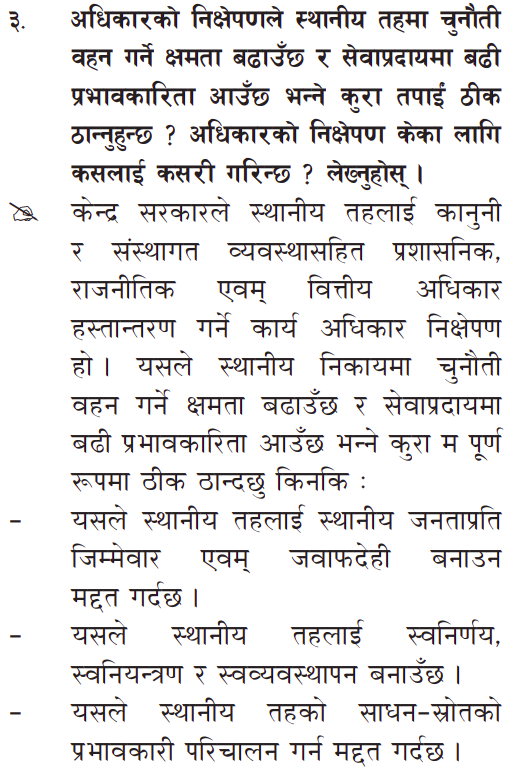 ३. अधिकारको निक्षेपणले स्थानीय तहमा चुनौती
वहन गर्ने क्षमता बढाउँछ र सेवाप्रदायमा बढी
प्रभावकारिता आउँछ भन्ने कुरा तपाईं ठीक
ठान्नुहुन्छ ? अधिकारको निक्षेपण केका लागि
कसलाई कसरी गरिन्छ ? लेख्नुहोस् ।
✍ केन्द्र सरकारले स्थानीय तहलाई कानुनी
र संस्थागत व्यवस्थासहित प्रशासनिक,
राजनीतिक एवम् वित्तीय अधिकार
हस्तान्तरण गर्ने कार्य अधिकार निक्षेपण
हो । यसले स्थानीय निकायमा चुनौती
वहन गर्ने क्षमता बढाउँछ र सेवाप्रदायमा
बढी प्रभावकारिता आउँछ भन्ने कुरा म पूर्ण
रूपमा ठीक ठान्दछु किनकि :
– यसले स्थानीय तहलाई स्थानीय जनताप्रति
जिम्मेवार एवम् जवाफदेही बनाउन
मद्दत गर्दछ ।
– यसले स्थानीय तहलाई स्वनिर्णय,
स्वनियन्त्रण र स्वव्यवस्थापन बनाउँछ ।
– यसले स्थानीय तहको साधन-स्रोतको
प्रभावकारी परिचालन गर्न मद्दत गर्दछ ।